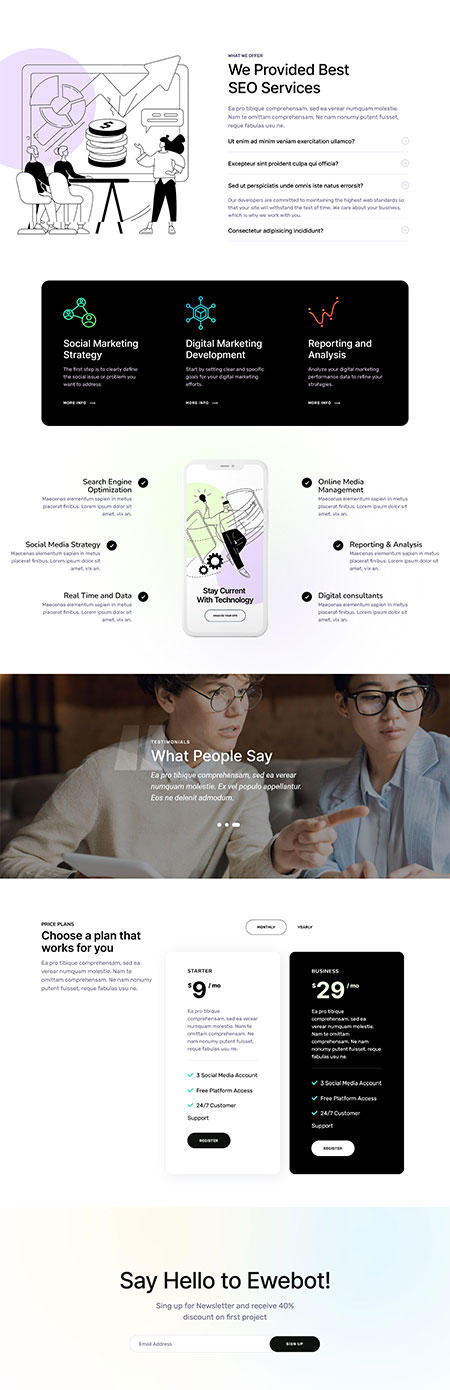 WHAT WE OFFER
We Provided Best
SEO Services
Ea pro tibique comprehensam, sed ea verear numquam molestie.
Nam te omittam comprehensam. Ne nam nonumy putent fuisset,
reque fabulas usu ne.
Ut enim ad minim veniam exercitation ullamco?
Excepteur sint proident culpa qui officia?
Sed ut perspiciatis unde omnis iste natus errorsit?
Our developers are committed to maintaining the highest web standards so
that your site will withstand the test of time. We care about your business,
which is why we work with you.
Consectetur adipisicing incididunt?
Social Marketing
Strategy
The first step is to clearly define
the social issue or problem you
want to address.
MORE INFO
Digital Marketing
Development
Start by setting clear and specific
goals for your digital marketing
efforts.
MORE INFO
Reporting and
Analysis
Analyze your digital marketing
performance data to refine your
strategies.
MORE INFO
Search Engine
Optimization
Maecenas elementum sapien in metus
placerat finibus. Lorem ipsum dolor sit
amet, vix an.
Social Media Strategy
Maecenas elementum sapien in metus
placerat finibus. Lorem ipsum dolor sit
amet, vix an.
Real Time and Data
Maecenas elementum sapien in metus
placerat finibus. Lorem ipsum dolor sit
amet, vix an.
Stay Current
With Technology
Online Media
Management
Maecenas elementum sapien in metus
placerat finibus. Lorem ipsum dolor sit
amet, vix an.
Reporting & Analysis
Maecenas elementum sapien in metus
placerat finibus. Lorem ipsum dolor sit
amet, vix an.
Digital consultants
Maecenas elementum sapien in metus
placerat finibus. Lorem ipsum dolor sit
amet, vix an.
TESTIMONIALS
What People Say
Ea pro tibique comprehensam, sed ea verear
numquam molestie. Ex vel populo appellantur.
Eos ne delenit admodum.
PRICE PLANS
Choose a plan that
works for you
Ea pro tibique comprehensam, sed ea
verear numquam molestie. Nam te
omittam comprehensam. Ne nam nonumy
putent fuisset, reque fabulas usu ne.
MONTHLY
YEARLY
STARTER
$9 / mo
Ea pro tibique
comprehensam, sed ea verear
numquam molestie. Nam te
omittam comprehensam. Ne
nam nonumy putent fuisset,
reque fabulas usu ne.
3 Social Media Account
Free Platform Access
24/7 Customer
Support
REGISTER
BUSINESS
$29 / mo
Ea pro tibique
comprehensam, sed ea
verear numquam molestie.
Nam te omittam
comprehensam. Ne nam
nonumy putent fuisset,
reque fabulas usu ne.
3 Social Media Account
Free Platform Access
24/7 Customer
Support
REGISTER
Say Hello to Ewebot!
Sing up for Newsletter and receive 40%
discount on first project
Email Address
SIGN UP